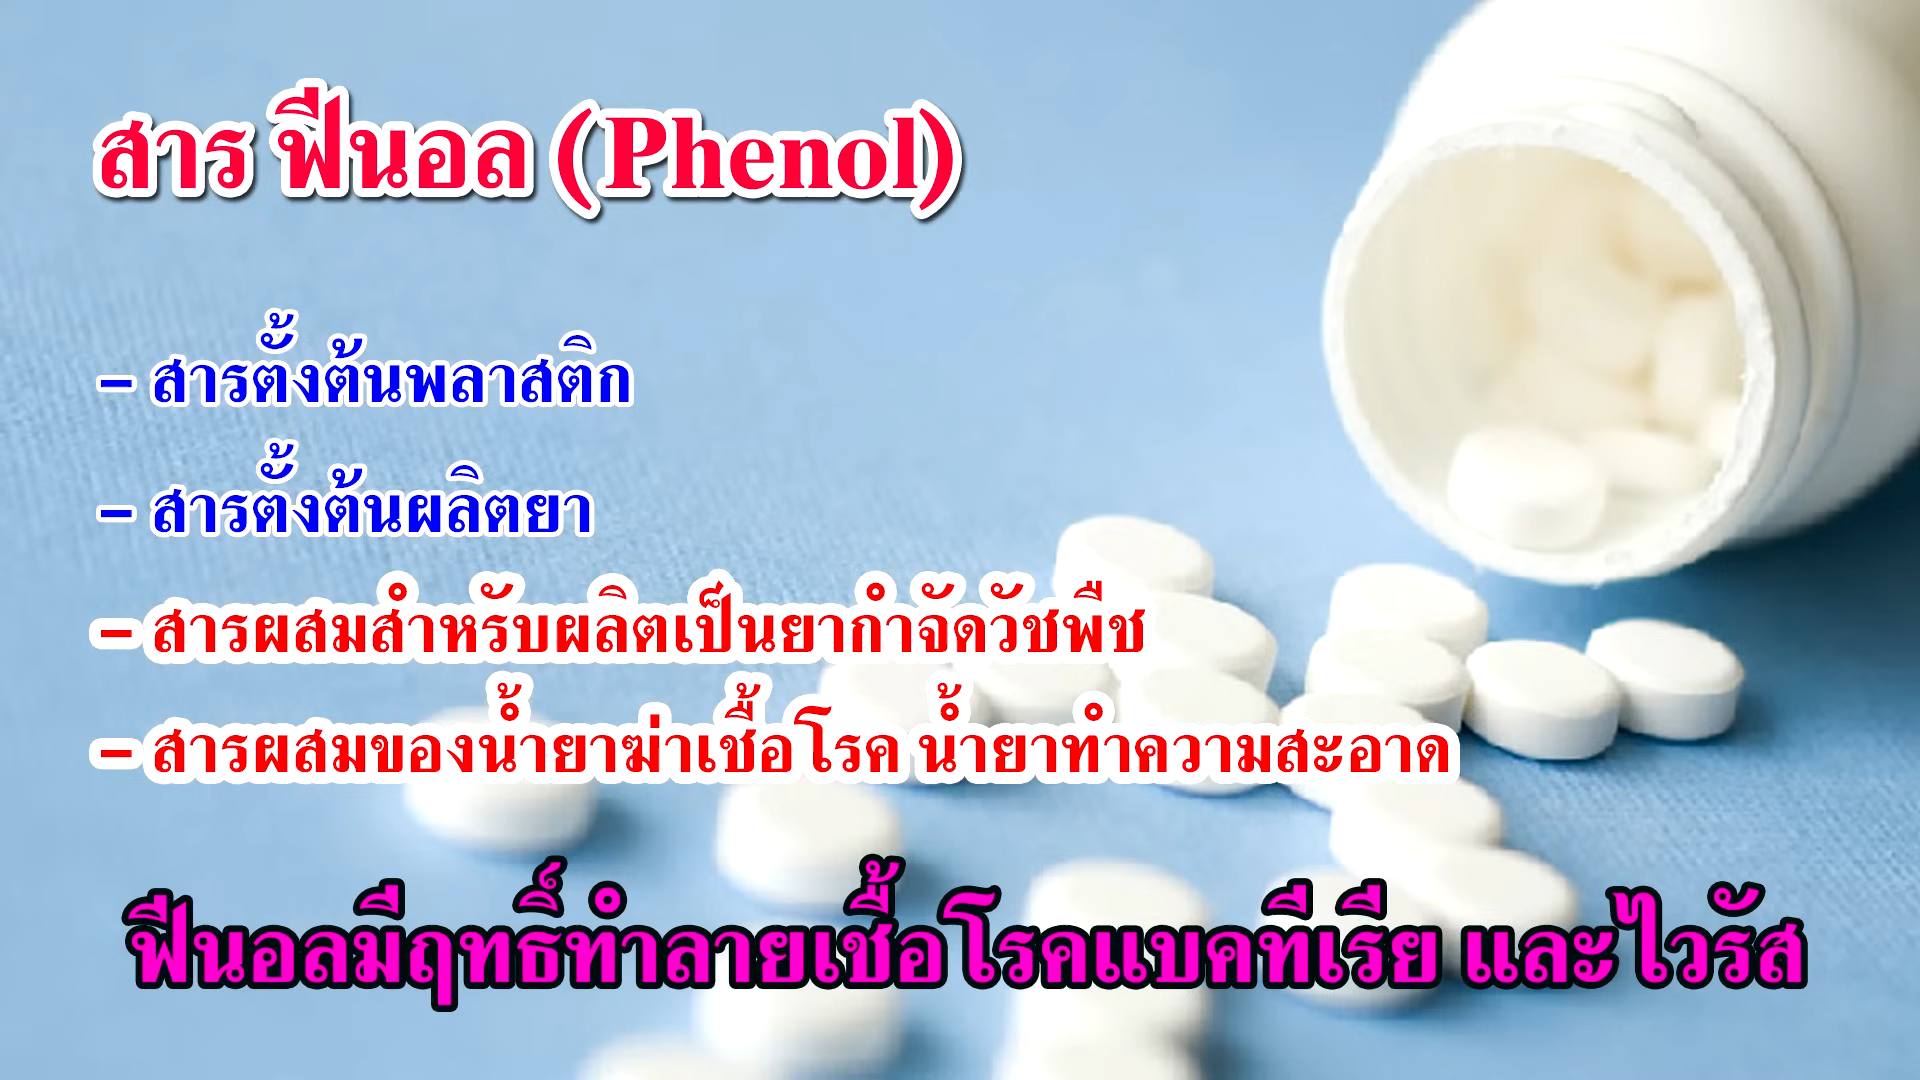 สาร ฟีนอล (Phenol)
- สารตั้งต้นพลาสติก
- สารตั้งต้นผลิตยา
- สารผสมสำหรับผลิตเป็นยากำจัดวัชพืช
- สารผสมของน้ำยาฆ่าเชื้อโรค น้ำยาทำความสะอาด
ฟีนอลมีฤทธิ์ทำลายเชื้อโรคแบคทีเรีย และไวรัส